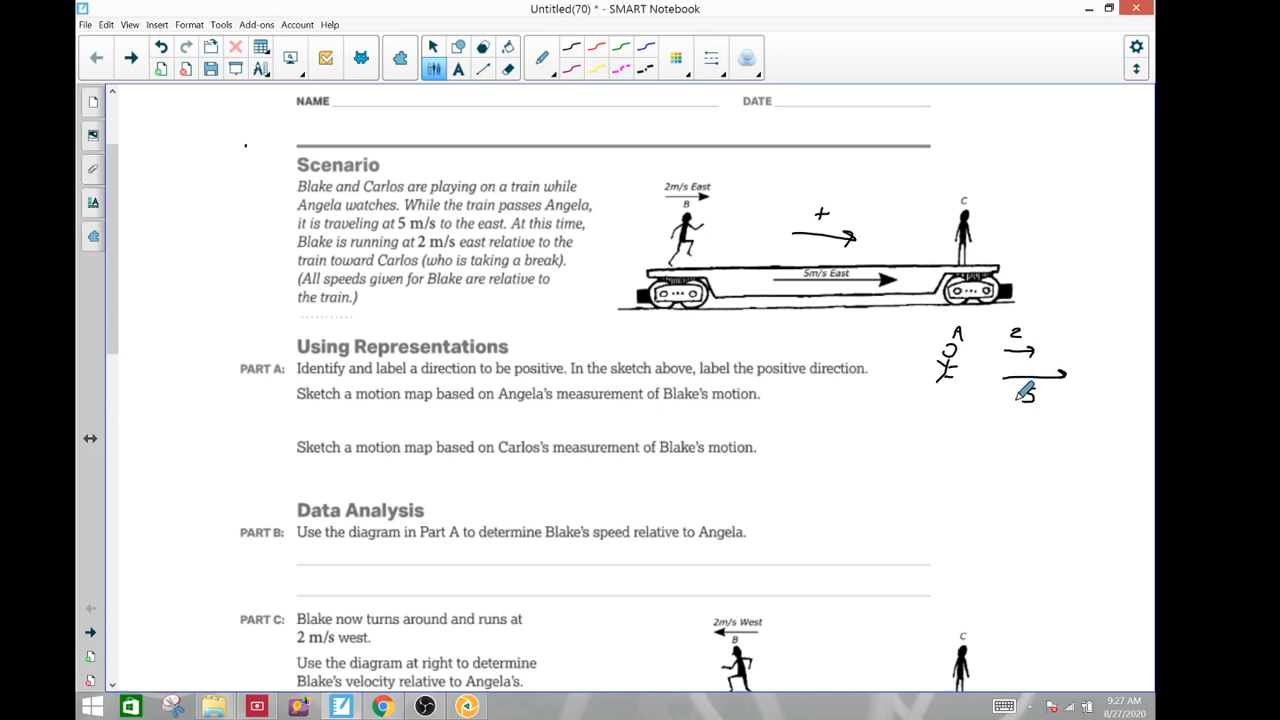 Untitled(70) * - SMART Notebook
File Edit View Insert Format Tools Add-ons Account Help
NAME DATE
Scenario
Blake and Carlos are playing on a train while
Angela watches. While the train passes Angela,
it is traveling at 5 m/s to the east. At this time,
Blake is running at 2 m/s east relative to the
train toward Carlos (who is taking a break).
(All speeds given for Blake are relative to
the train.)
2m/s East
B
+
C
5m/s East
A 2
5
Using Representations
PART A: Identify and label a direction to be positive. In the sketch above, label the positive direction.
Sketch a motion map based on Angela's measurement of Blake's motion.
Sketch a motion map based on Carlos's measurement of Blake's motion.
Data Analysis
PART B: Use the diagram in Part A to determine Blake's speed relative to Angela.
PART C: Blake now turns around and runs at
2 m/s west.
Use the diagram at right to determine
Blake's velocity relative to Angela's.
2m/s West
B
C
9:27 AM
8/27/2020